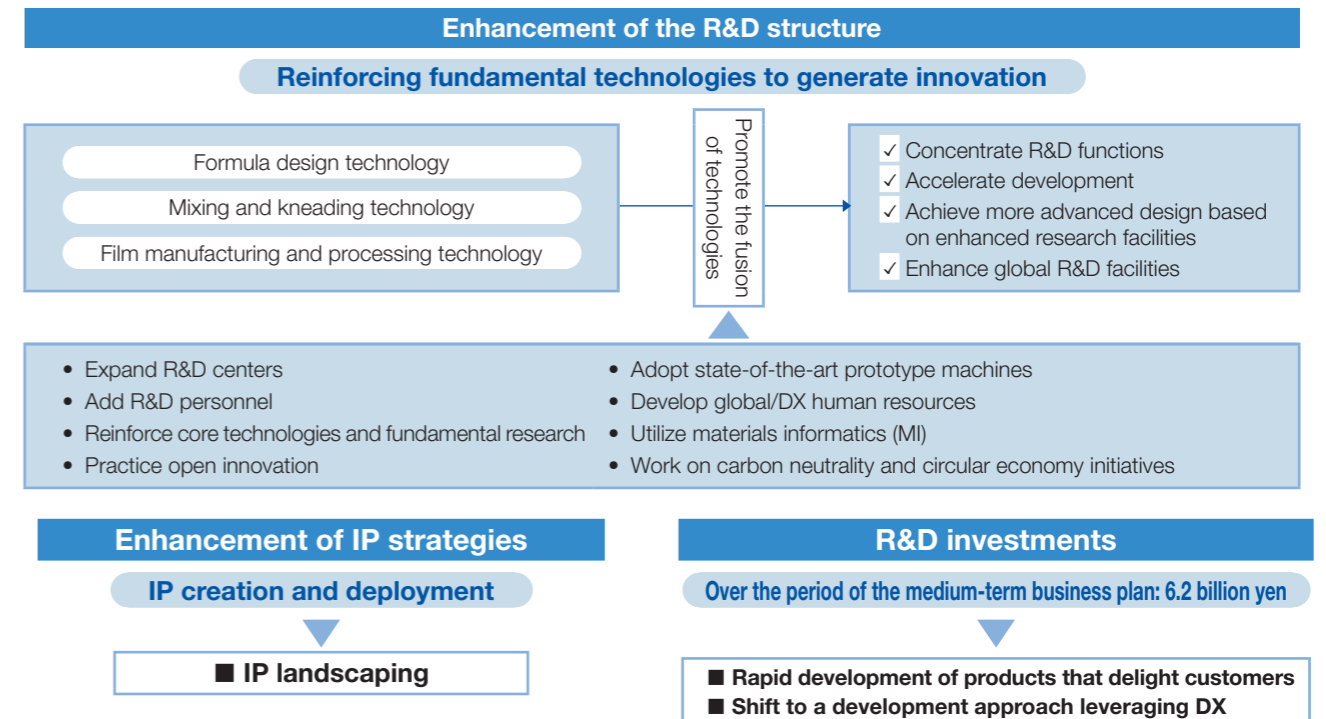 Enhancement of the R&D structure
Reinforcing fundamental technologies to generate innovation
Formula design technology
Mixing and kneading technology
Film manufacturing and processing technology
Promote the fusion
of technologies
✓ Concentrate R&D functions
✓ Accelerate development
✓ Achieve more advanced design based
on enhanced research facilities
✓ Enhance global R&D facilities
• Expand R&D centers
• Add R&D personnel
• Reinforce core technologies and fundamental research
• Practice open innovation
• Adopt state-of-the-art prototype machines
• Develop global/DX human resources
• Utilize materials informatics (MI)
• Work on carbon neutrality and circular economy initiatives
Enhancement of IP strategies
IP creation and deployment
■ IP landscaping
R&D investments
Over the period of the medium-term business plan: 6.2 billion yen
■ Rapid development of products that delight customers
■ Shift to a development approach leveraging DX